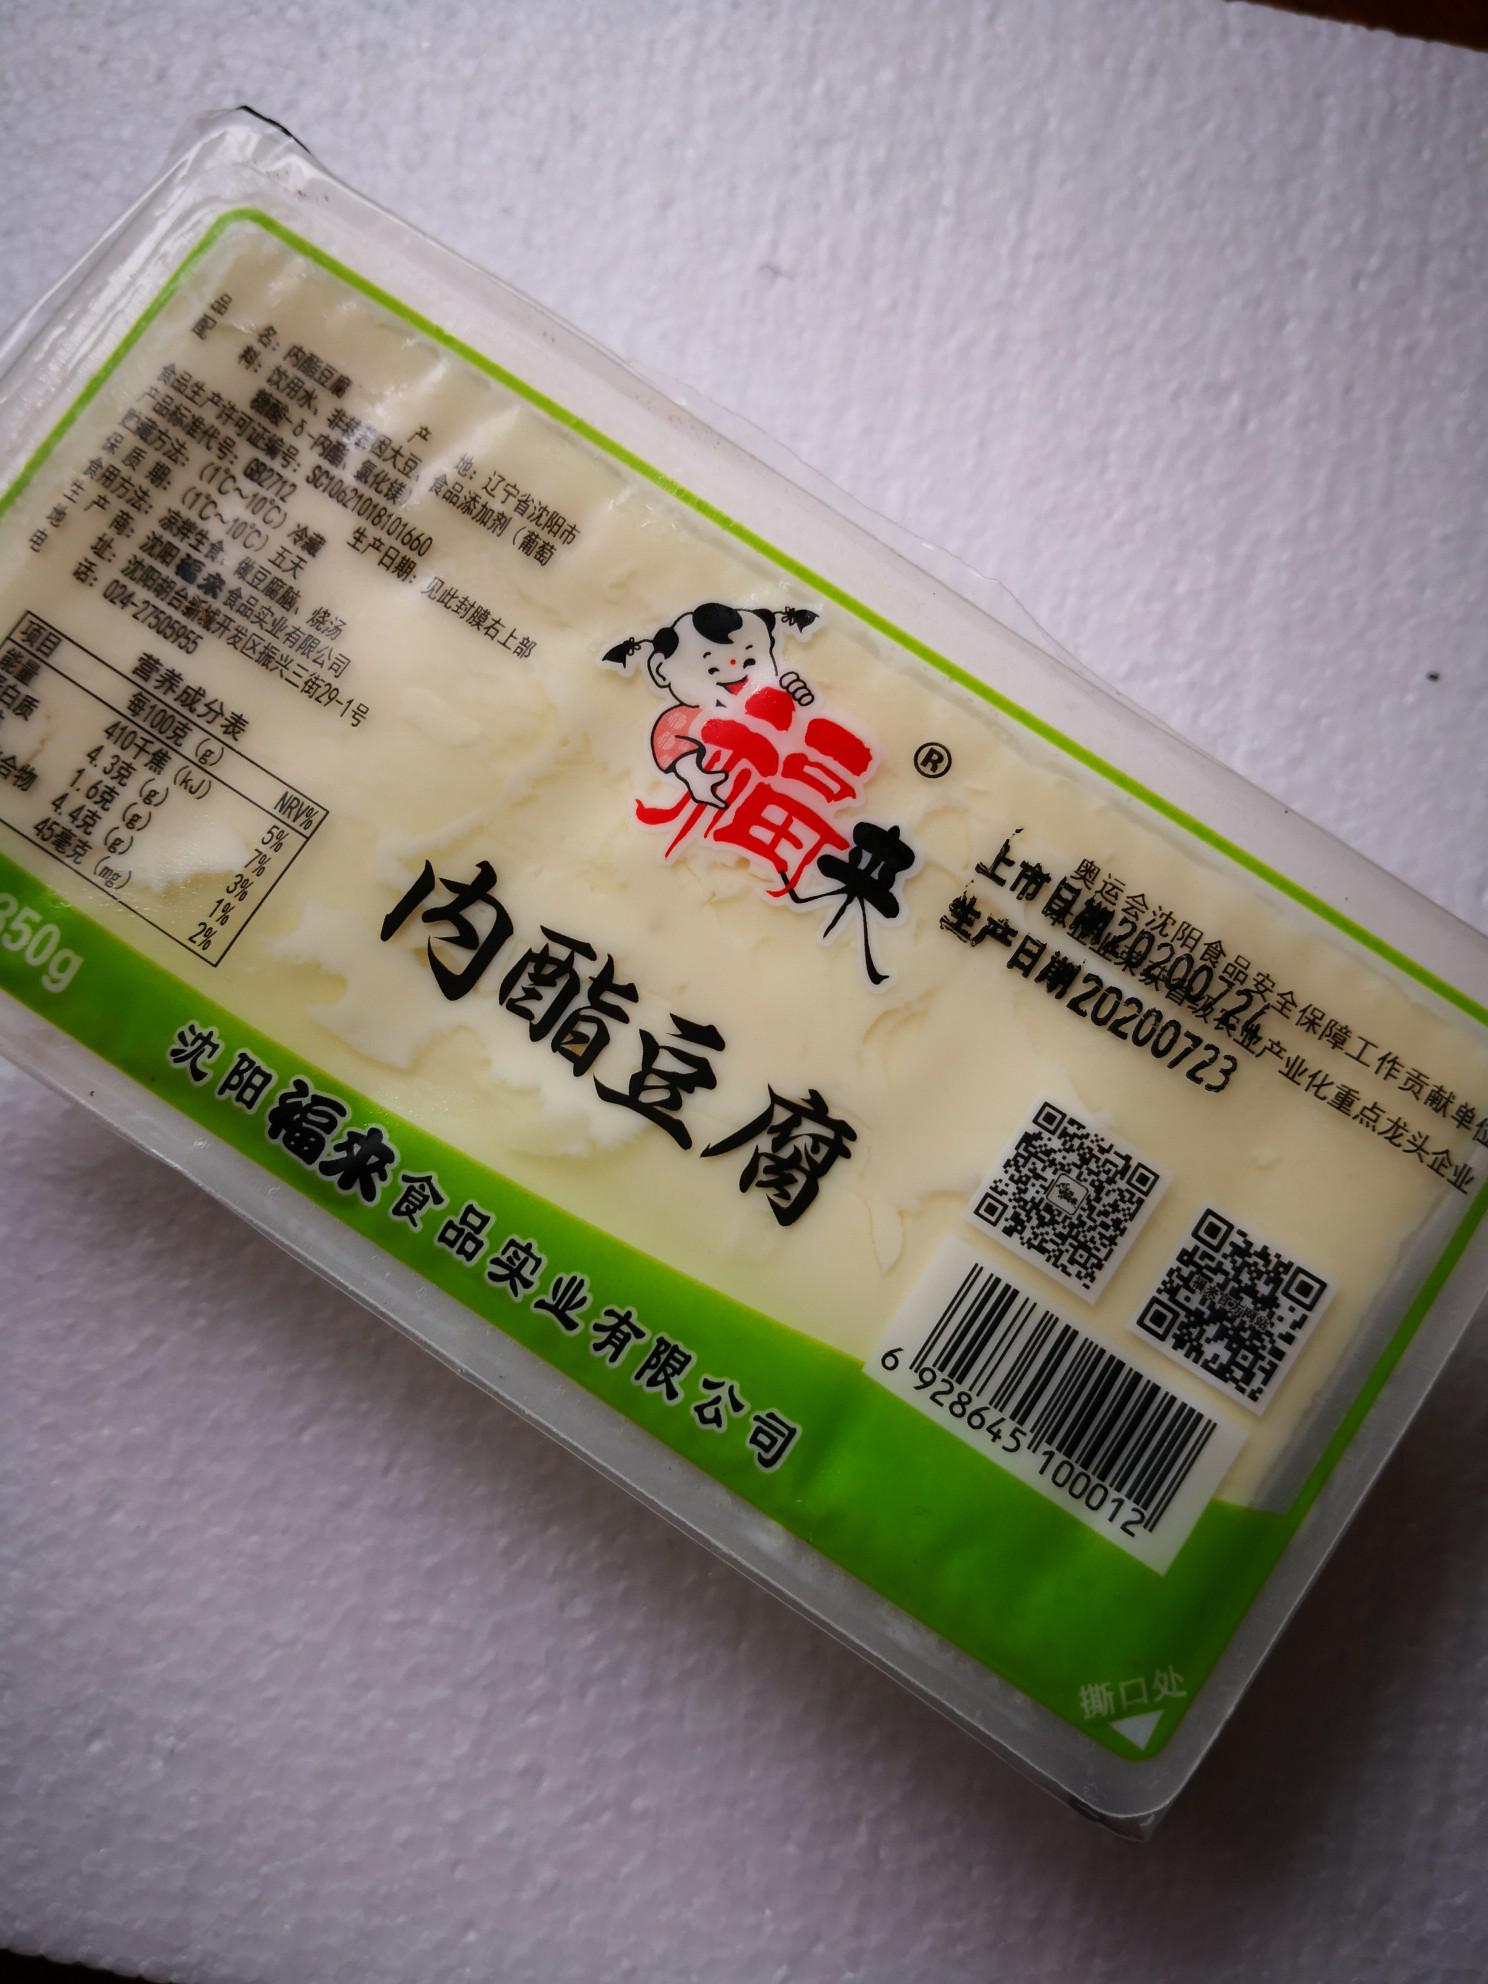 品 名：内酯豆腐
产 地：辽宁省沈阳市
配 料：饮用水、非转基因大豆、食品添加剂（葡萄
糖酸-δ-内酯、氯化镁）
食品生产许可证编号：SC10621018101660
产品标准代号：GB2712
生产日期：见此封膜右上部
贮藏方法：（1℃～10℃）冷藏
保 质 期：（1℃～10℃）五天
食用方法：凉拌生食、做豆腐脑、烧汤
生 产 商：沈阳福来食品实业有限公司
地 址：沈阳胡台新城开发区振兴三街29-1号
电 话：024-27505955
营养成分表
项目 每100克（g） NRV%
能量 410千焦（kJ） 5%
白质 4.3克（g） 7%
1.6克（g） 3%
合物 4.4克（g） 1%
45毫克（mg） 2%
350g
福来®
内酯豆腐
沈阳福来食品实业有限公司
奥运会沈阳食品安全保障工作贡献单位
产业化重点龙头企业
上市日期20200724
生产日期20200723
6 928645 100012
撕口处